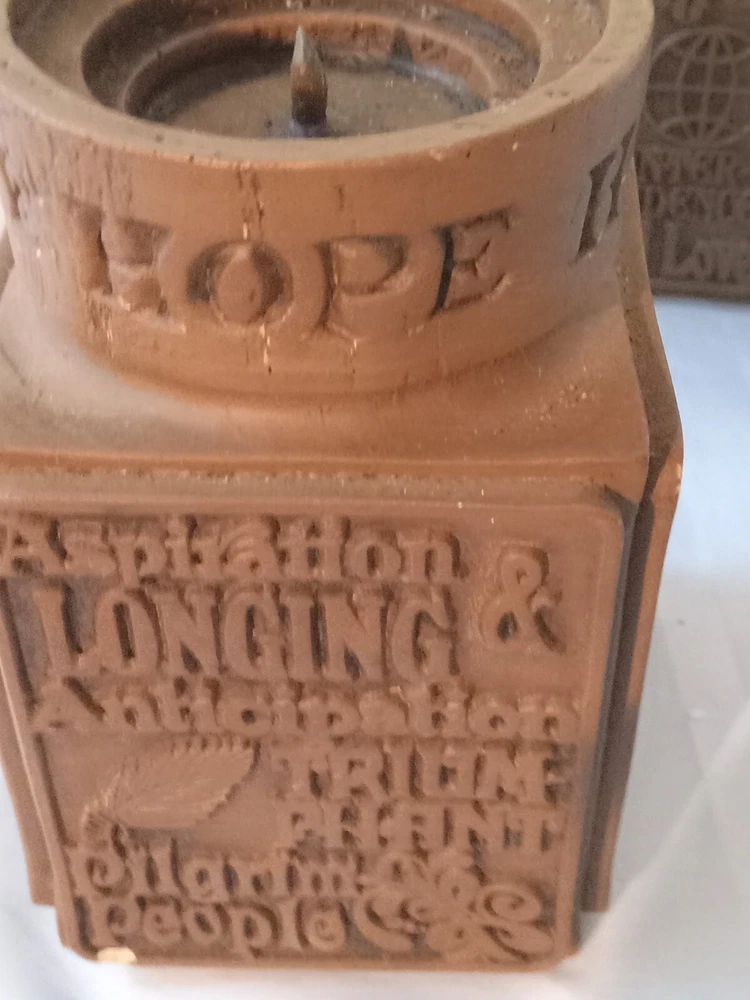 HOPE H
Aspiration
LONGING &
Anticipation
TRIUM
PHANT
Pilgrim
People